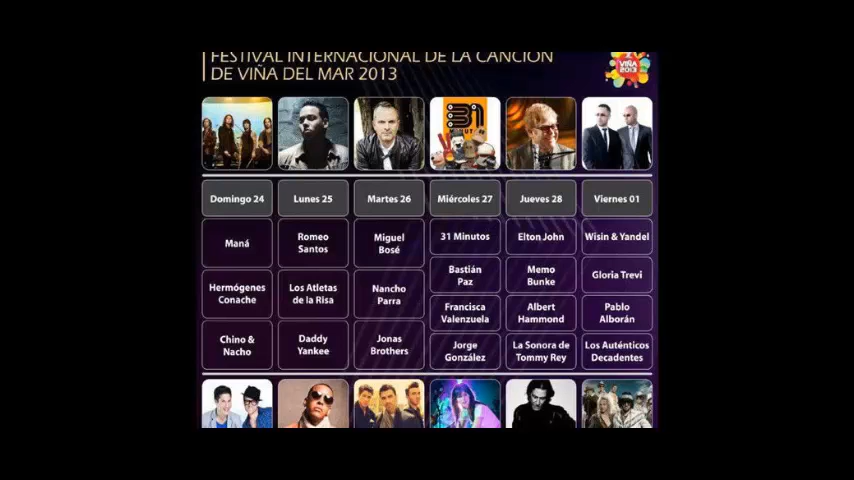 FESTIVAL INTERNACIONAL DE LA CANCIÓN
DE VIÑA DEL MAR 2013
VIÑA
2013
31
MINUTOS
Domingo 24
Lunes 25
Martes 26
Miércoles 27
Jueves 28
Viernes 01
Maná
Romeo
Santos
Miguel
Bosé
31 Minutos
Elton John
Wisin & Yandel
Bastián
Paz
Memo
Bunke
Gloria Trevi
Hermógenes
Conache
Los Atletas
de la Risa
Nancho
Parra
Francisca
Valenzuela
Albert
Hammond
Pablo
Alborán
Chino &
Nacho
Daddy
Yankee
Jonas
Brothers
Jorge
González
La Sonora de
Tommy Rey
Los Auténticos
Decadentes